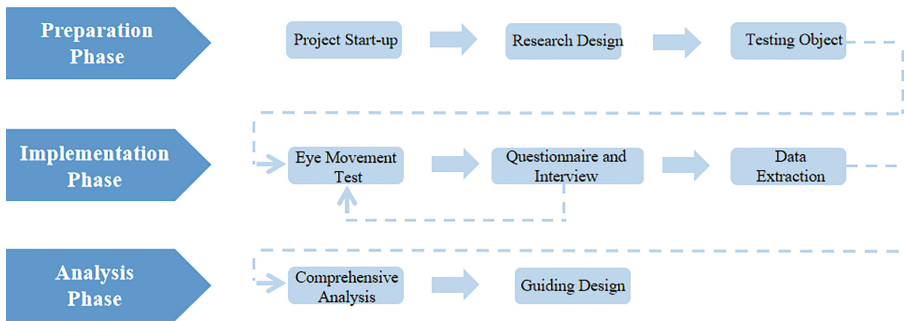 Preparation
Phase
Project Start-up
Research Design
Testing Object
Implementation
Phase
Eye Movement
Test
Questionnaire and
Interview
Data
Extraction
Analysis
Phase
Comprehensive
Analysis
Guiding Design